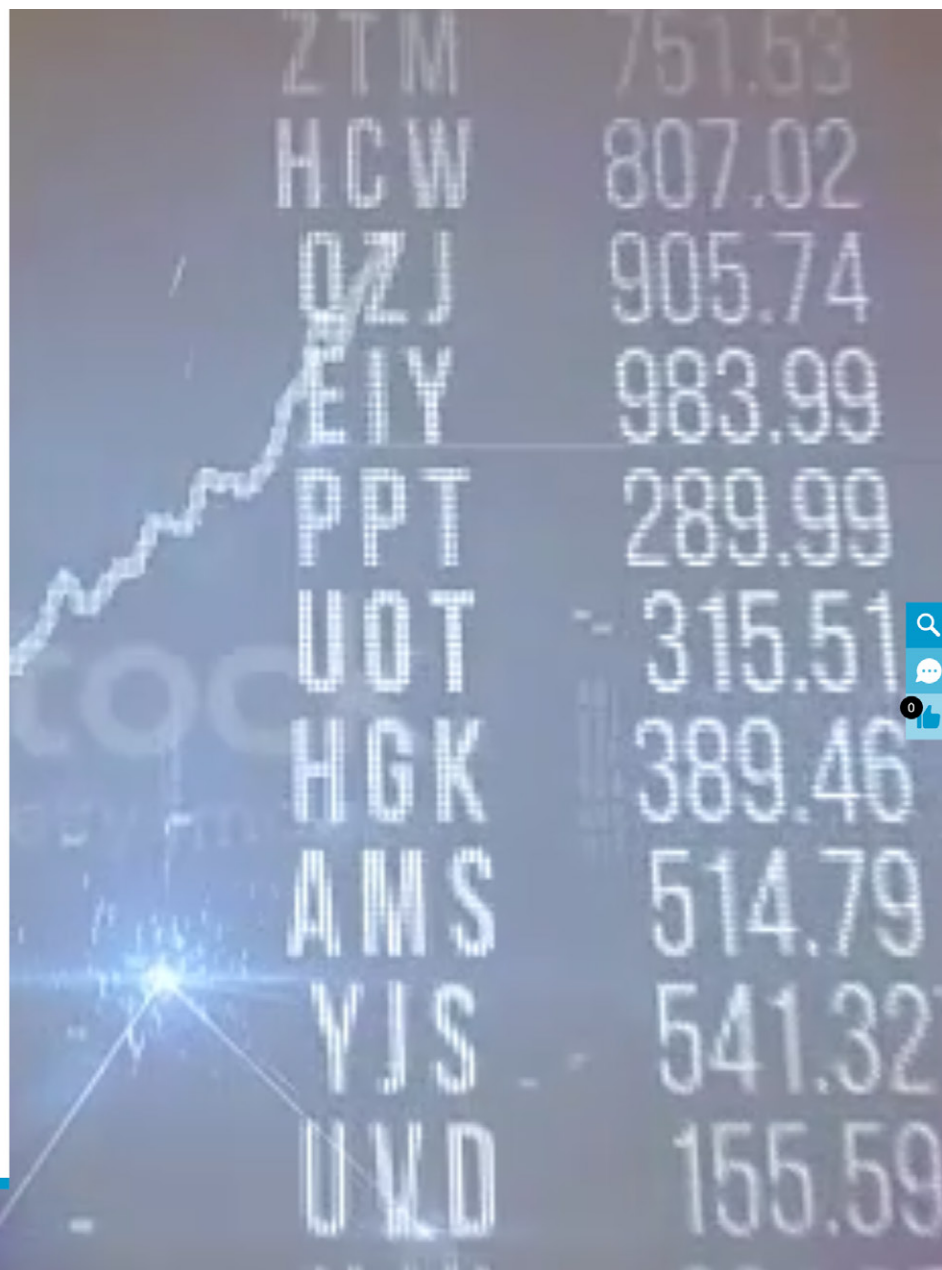 ZTM 751.53
HCW 807.02
QZJ 905.74
EIY 983.99
PPT 289.99
UOT 315.51
HGK 389.46
0
AMS 514.79
YJS 541.32
UVD 155.59